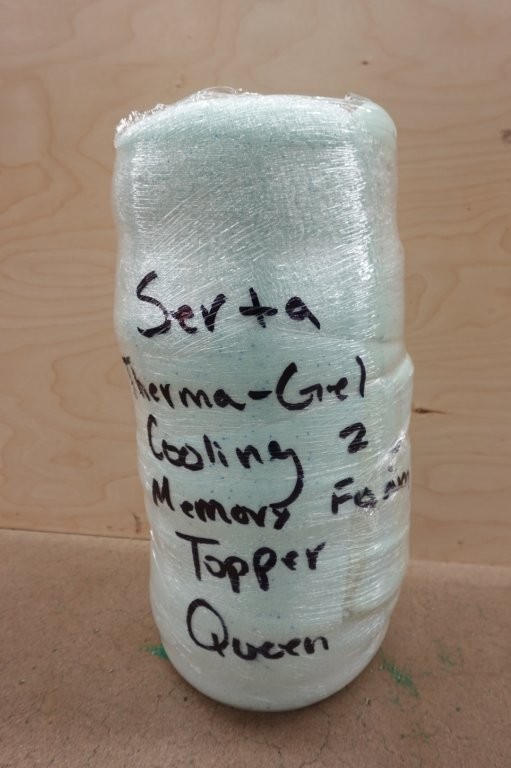 Serta
Therma-Gel
Cooling 2
Memory Foam
Topper
Queen